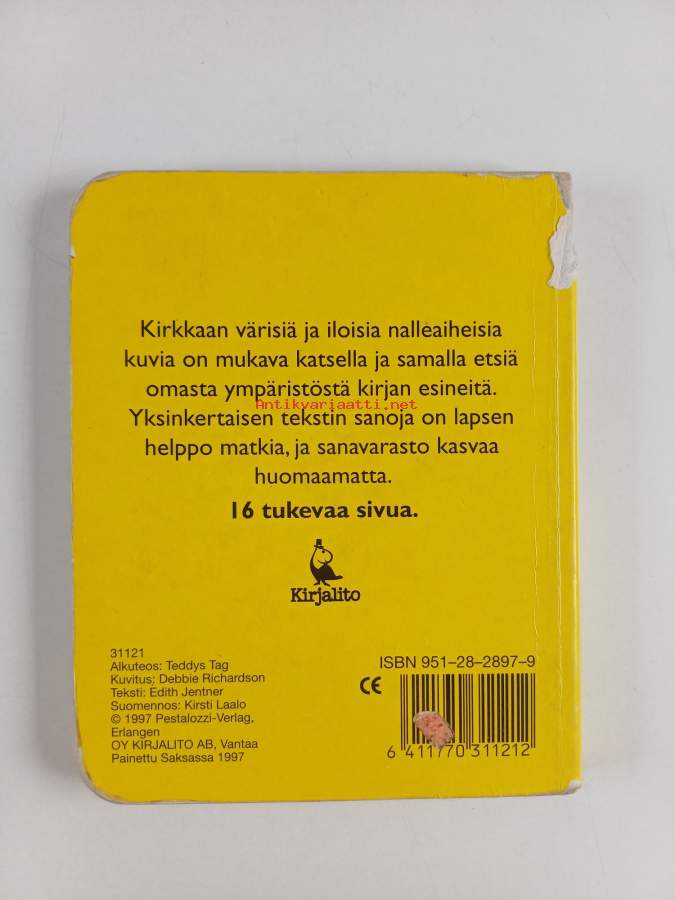 Kirkkaan värisiä ja iloisia nalleaiheisia
kuvia on mukava katsella ja samalla etsiä
omasta ympäristöstä kirjan esineitä.
Antikvariaatti.net
Yksinkertaisen tekstin sanoja on lapsen
helppo matkia, ja sanavarasto kasvaa
huomaamatta.
16 tukevaa sivua.
Kirjalito
31121
Alkuteos: Teddys Tag
Kuvitus: Debbie Richardson
Teksti: Edith Jentner
Suomennos: Kirsti Laalo
© 1997 Pestalozzi-Verlag,
Erlangen
OY KIRJALITO AB, Vantaa
Painettu Saksassa 1997
ISBN 951–28–2897–9
CE
6 411770 311212